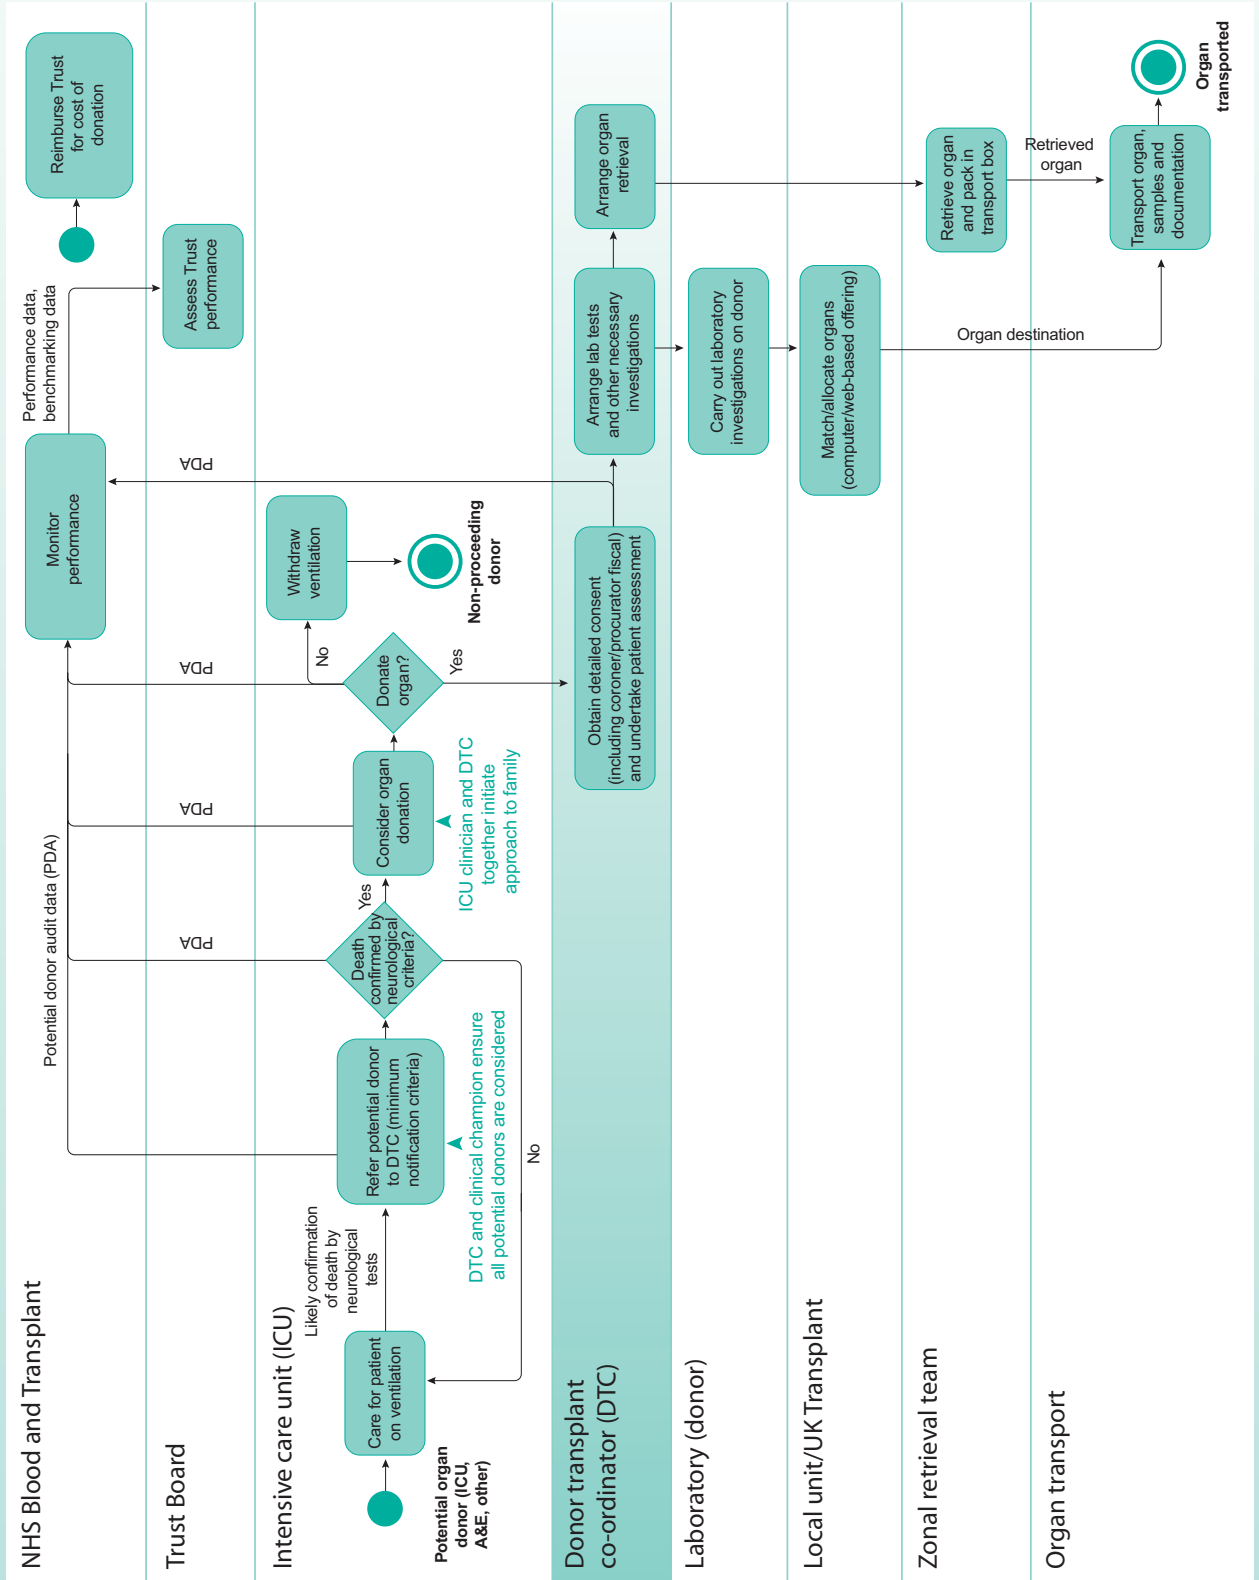 NHS Blood and Transplant
Potential donor audit data (PDA)
Monitor
performance
Performance data,
benchmarking data
Reimburse Trust
for cost of
donation
Trust Board
PDA
PDA
PDA
PDA
Assess Trust
performance
Intensive care unit (ICU)
Potential organ
donor (ICU,
A&E, other)
Care for patient
on ventilation
Likely confirmation
of death by
neurological
tests
Refer potential donor
to DTC (minimum
notification criteria)
DTC and clinical champion ensure
all potential donors are considered
Death
confirmed by
neurological
criteria?
Yes
No
Consider organ
donation
ICU clinician and DTC
together initiate
approach to family
Donate
organ?
No
Yes
Withdraw
ventilation
Non-proceeding
donor
Donor transplant
co-ordinator (DTC)
Obtain detailed consent
(including coroner/procurator fiscal)
and undertake patient assessment
Arrange lab tests
and other necessary
investigations
Arrange organ
retrieval
Laboratory (donor)
Carry out laboratory
investigations on donor
Local unit/UK Transplant
Match/allocate organs
(computer/web-based offering)
Zonal retrieval team
Organ destination
Retrieve organ
and pack in
transport box
Retrieved
organ
Organ transport
Transport organ,
samples and
documentation
Organ
transported